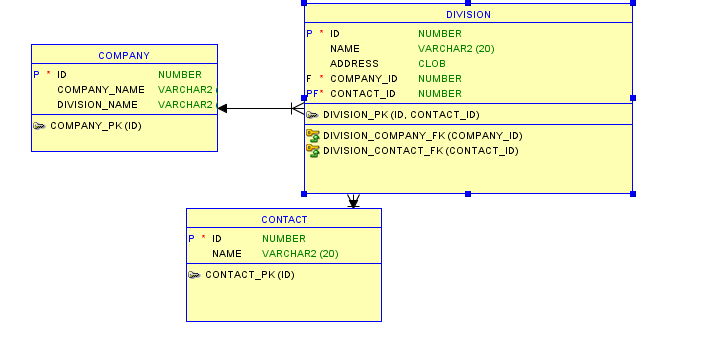 DIVISION
P * ID NUMBER
NAME VARCHAR2 (20)
ADDRESS CLOB
F * COMPANY_ID NUMBER
PF* CONTACT_ID NUMBER
DIVISION_PK (ID, CONTACT_ID)
DIVISION_COMPANY_FK (COMPANY_ID)
DIVISION_CONTACT_FK (CONTACT_ID)
COMPANY
P * ID NUMBER
COMPANY_NAME VARCHAR2 (
DIVISION_NAME VARCHAR2 (
COMPANY_PK (ID)
CONTACT
P * ID NUMBER
NAME VARCHAR2 (20)
CONTACT_PK (ID)